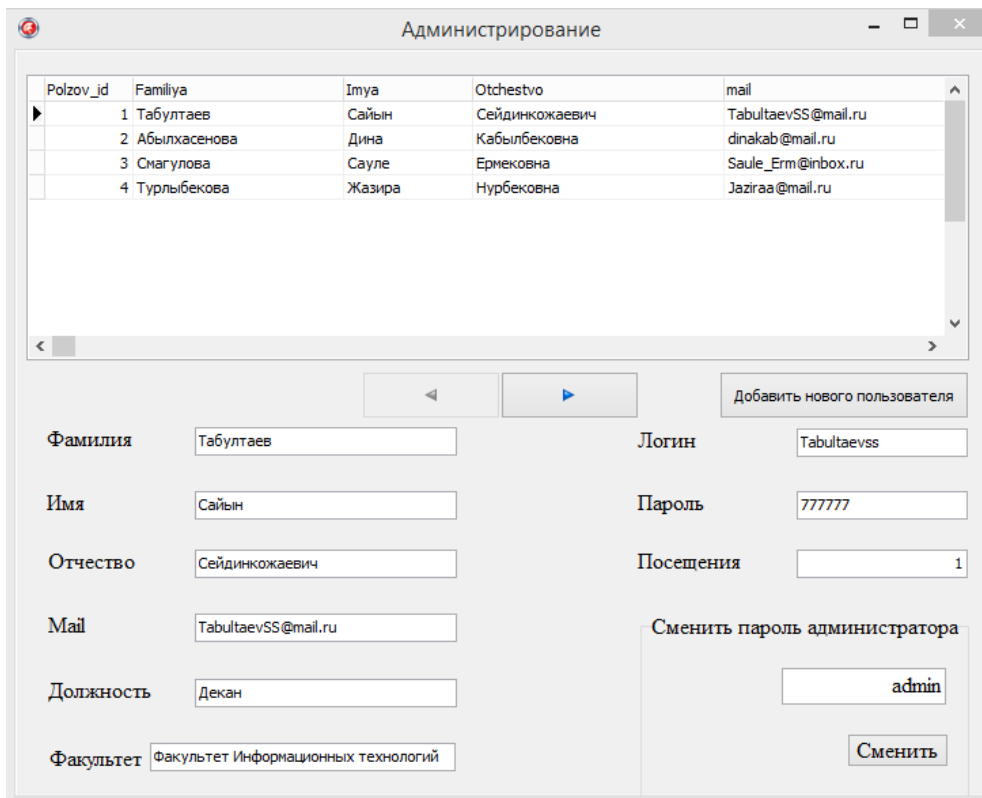 Администрирование
Polzov_id Familiya Imya Otchestvo mail
1 Табултаев Сайын Сейдинкожаевич TabultaevSS@mail.ru
2 Абылхасенова Дина Кабылбековна dinakab@mail.ru
3 Смагулова Сауле Ермековна Saule_Erm@inbox.ru
4 Турлыбекова Жазира Нурбековна Jaziraa@mail.ru
Добавить нового пользователя
Фамилия Табултаев Логин Tabultaevss
Имя Сайын Пароль 777777
Отчество Сейдинкожаевич Посещения 1
Mail TabultaevSS@mail.ru Сменить пароль администратора
Должность Декан admin
Факультет Факультет Информационных технологий Сменить